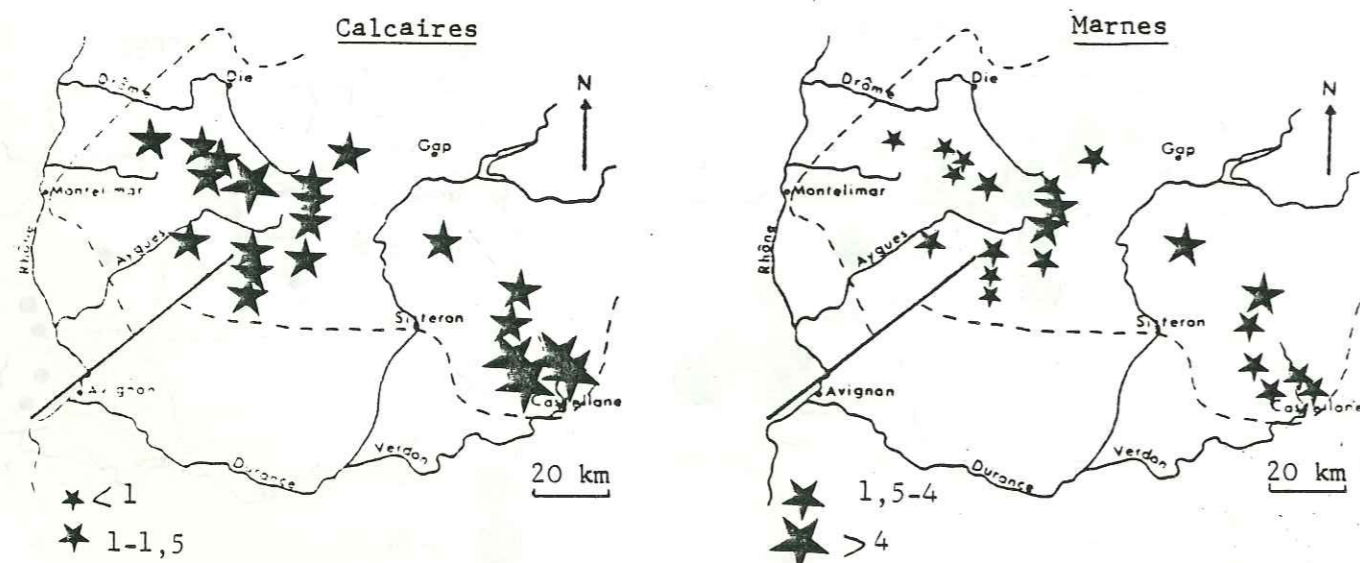 Calcaires
Drôme
Die
N
Gap
Montelimar
Rhône
Aygues
Sisteron
Avignon
Castellane
Verdon
Durance
20 km
< 1
1-1,5
Marnes
Drôme
Die
N
Gap
Montelimar
Rhône
Aygues
Sisteron
Avignon
Castellane
Verdon
Durance
20 km
1,5-4
> 4